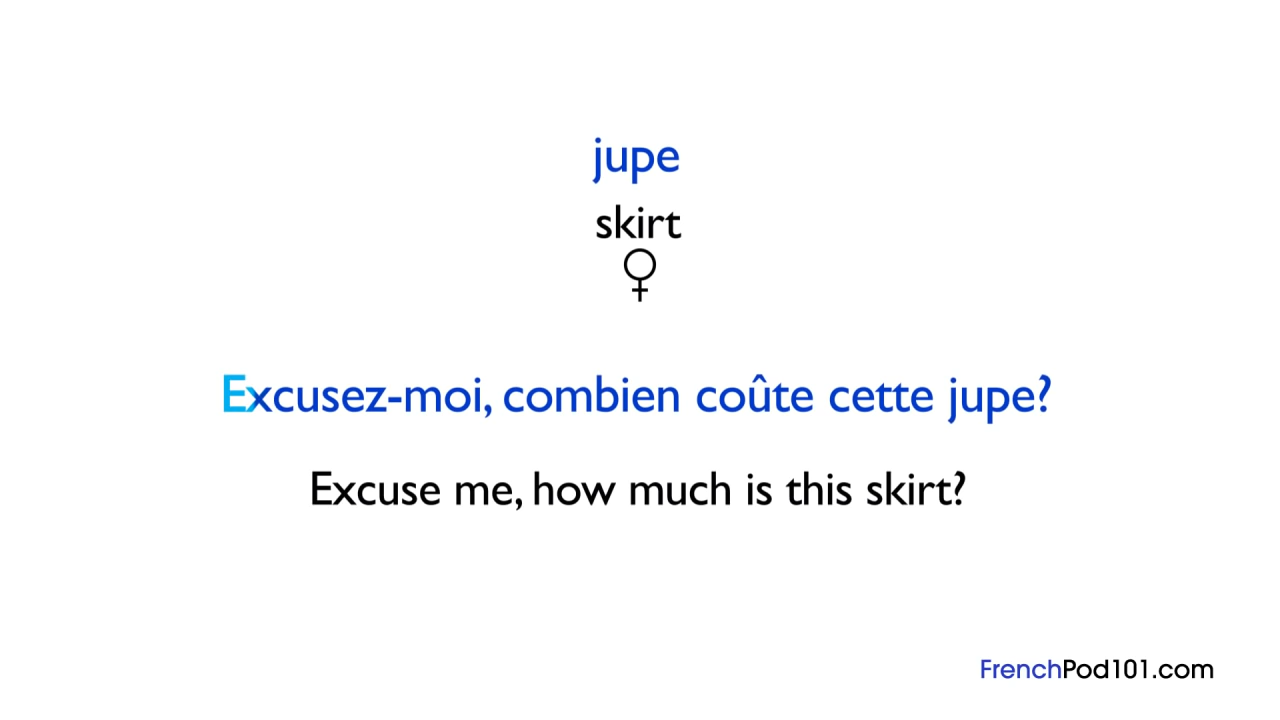 jupe
skirt
♀
Excusez-moi, combien coûte cette jupe?
Excuse me, how much is this skirt?
FrenchPod101.com